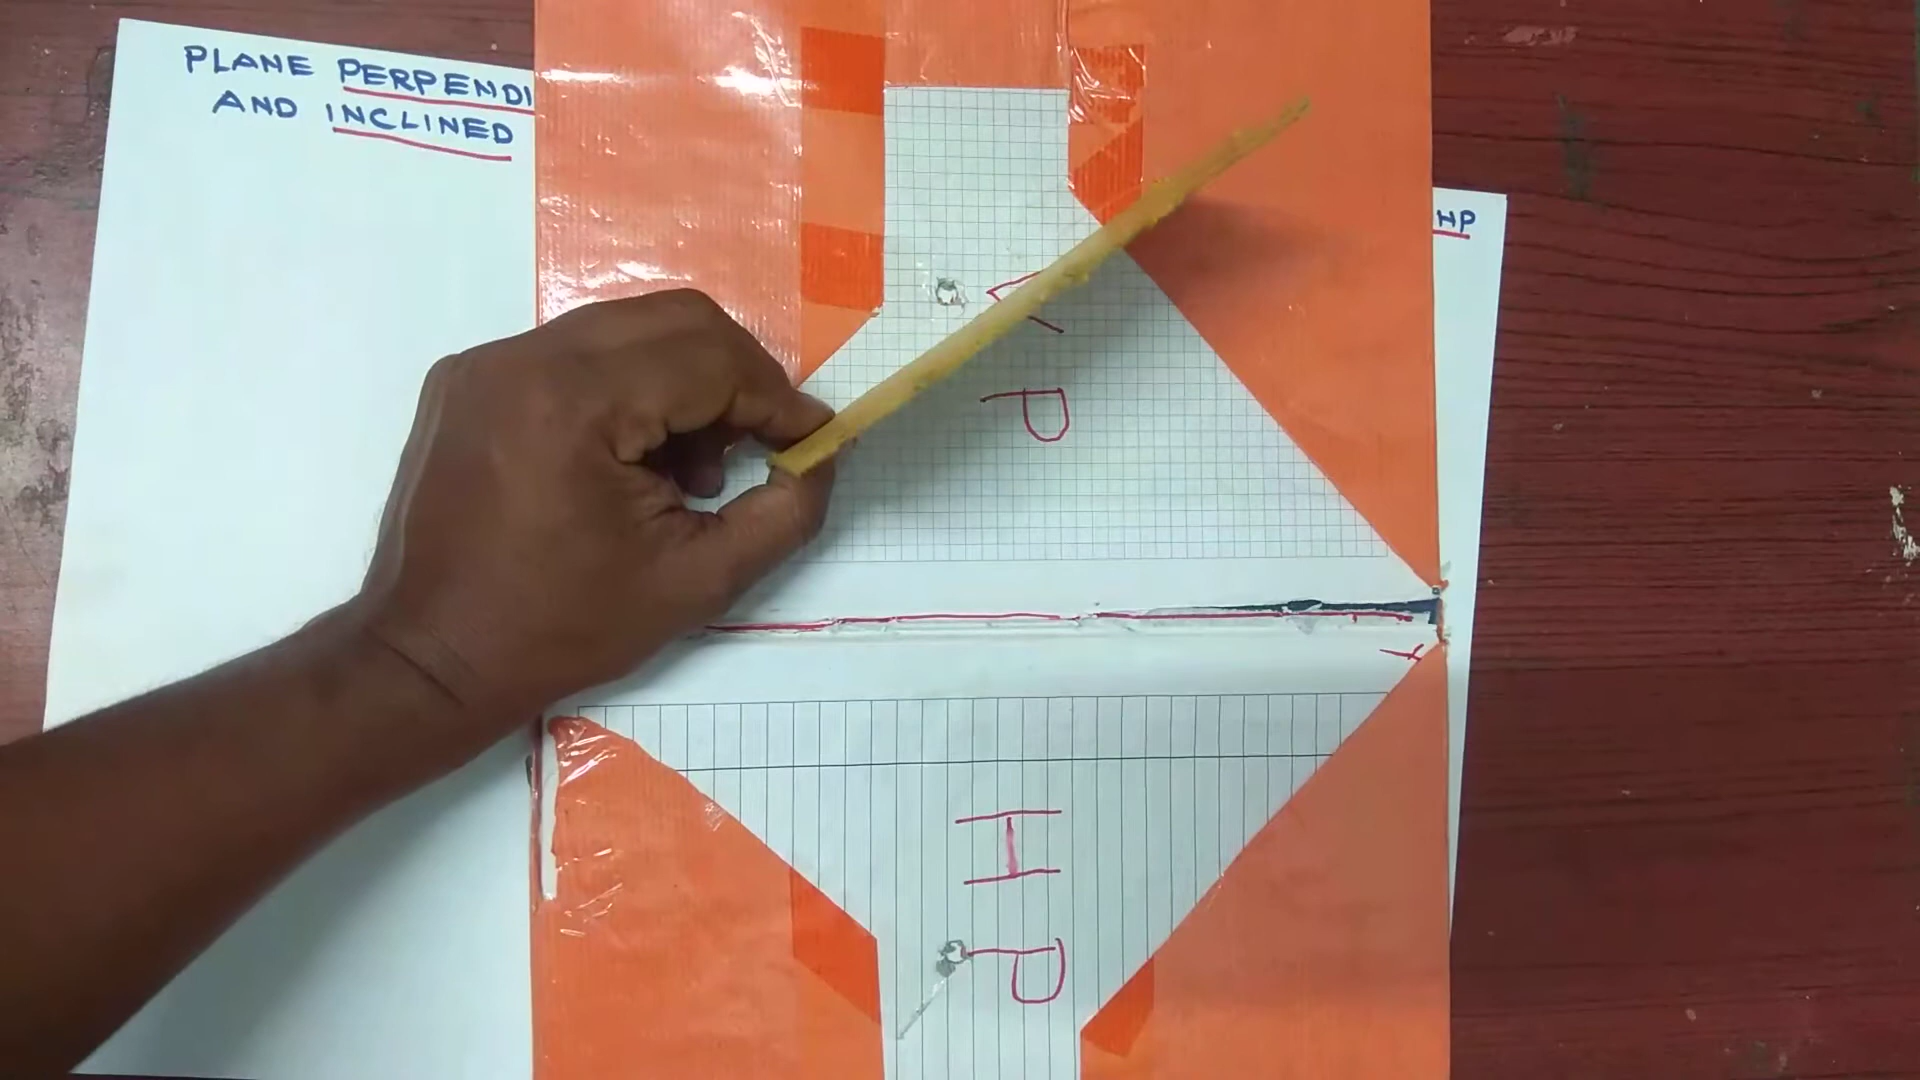 PLANE PERPENDI
AND INCLINED
HP
V P
H P
Y